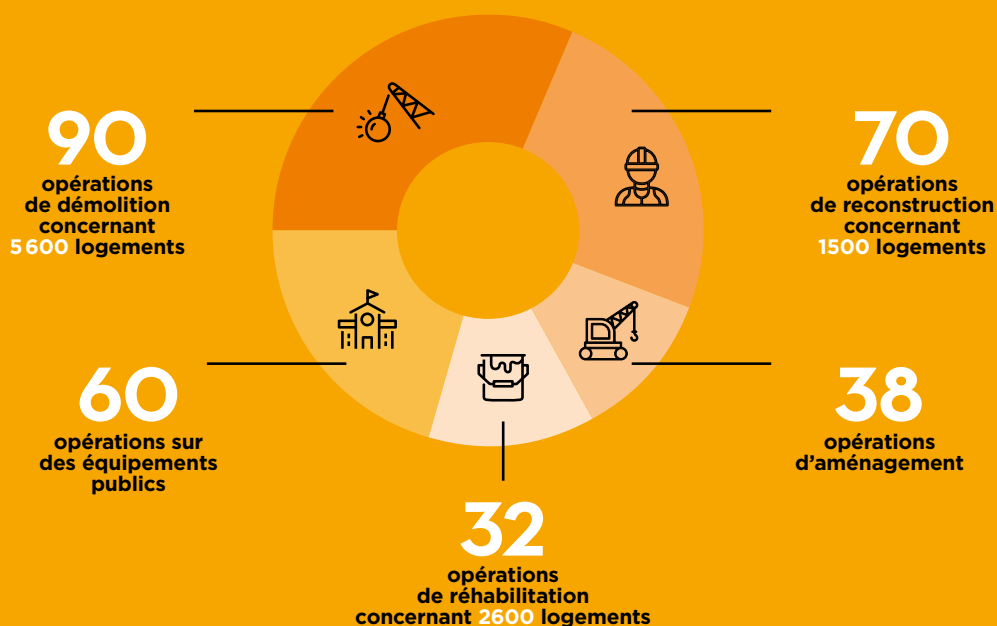 90
opérations
de démolition
concernant
5 600 logements
70
opérations
de reconstruction
concernant
1500 logements
60
opérations sur
des équipements
publics
38
opérations
d'aménagement
32
opérations
de réhabilitation
concernant 2600 logements